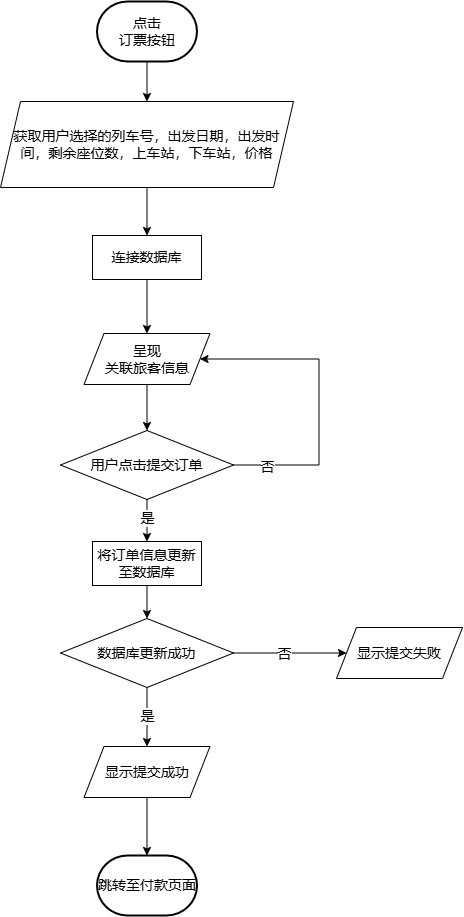 点击
订票按钮
获取用户选择的列车号，出发日期，出发时
间，剩余座位数，上车站，下车站，价格
连接数据库
呈现
关联旅客信息
用户点击提交订单
否
是
将订单信息更新
至数据库
数据库更新成功
否
显示提交失败
是
显示提交成功
跳转至付款页面